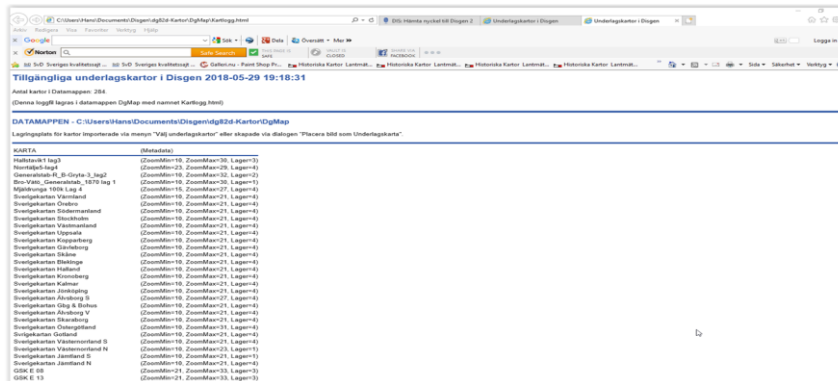 C:\Users\Hans\Documents\Disgen\dg82d-Kartor\DgMap\Kartlogg.html
DIS: Hämta nyckel till Disgen 2
Underlagskartor i Disgen
Underlagskartor i Disgen
Arkiv Redigera Visa Favoriter Verktyg Hjälp
Google Sök Dela Översätt Mer »
Logga in
Norton Safe Search THIS PAGE IS SAFE VAULT IS CLOSED SHARE VIA FACEBOOK
SvD Sveriges kvalitetssajt ... SvD Sveriges kvalitetssajt ... Galleri.nu - Paint Shop Pr... Historiska Kartor Lantmät... Historiska Kartor Lantmät... Historiska Kartor Lantmät... Historiska Kartor Lantmät... Sida Säkerhet Verktyg
Tillgängliga underlagskartor i Disgen 2018-05-29 19:18:31
Antal kartor i Datamappen: 284.
(Denna loggfil lagras i datamappen DgMap med namnet Kartlogg.html)
DATAMAPPEN - C:\Users\Hans\Documents\Disgen\dg82d-Kartor\DgMap
Lagringsplats för kartor importerade via menyn "Välj underlagskartor" eller skapade via dialogen "Placera bild som Underlagskarta".
KARTA (Metadata)
Hallstavik1 lag3 (ZoomMin=10, ZoomMax=38, Lager=3)
Norrtälje5-lag4 (ZoomMin=23, ZoomMax=29, Lager=4)
Generalstab-R_B-Gryta-3_lag2 (ZoomMin=10, ZoomMax=32, Lager=2)
Bro-Vätö_Generalstab_1870 lag 1 (ZoomMin=10, ZoomMax=38, Lager=1)
Mjäldrunga 100k Lag 4 (ZoomMin=15, ZoomMax=27, Lager=4)
Sverigekartan Värmland (ZoomMin=10, ZoomMax=21, Lager=4)
Sverigekartan Örebro (ZoomMin=10, ZoomMax=21, Lager=4)
Sverigekartan Södermanland (ZoomMin=10, ZoomMax=21, Lager=4)
Sverigekartan Stockholm (ZoomMin=10, ZoomMax=21, Lager=4)
Sverigekartan Västmanland (ZoomMin=10, ZoomMax=21, Lager=4)
Sverigekartan Uppsala (ZoomMin=10, ZoomMax=21, Lager=4)
Sverigekartan Kopparberg (ZoomMin=10, ZoomMax=21, Lager=4)
Sverigekartan Gävleborg (ZoomMin=10, ZoomMax=21, Lager=4)
Sverigekartan Skåne (ZoomMin=10, ZoomMax=21, Lager=4)
Sverigekartan Blekinge (ZoomMin=10, ZoomMax=21, Lager=4)
Sverigekartan Halland (ZoomMin=10, ZoomMax=21, Lager=4)
Sverigekartan Kronoberg (ZoomMin=10, ZoomMax=21, Lager=4)
Sverigekartan Kalmar (ZoomMin=10, ZoomMax=21, Lager=4)
Sverigekartan Jönköping (ZoomMin=10, ZoomMax=21, Lager=4)
Sverigekartan Älvsborg S (ZoomMin=10, ZoomMax=27, Lager=4)
Sverigekartan Gbg & Bohus (ZoomMin=10, ZoomMax=21, Lager=4)
Sverigekartan Älvsborg V (ZoomMin=10, ZoomMax=21, Lager=4)
Sverigekartan Skaraborg (ZoomMin=10, ZoomMax=21, Lager=4)
Sverigekartan Östergötland (ZoomMin=10, ZoomMax=31, Lager=4)
Svrigekartan Gotland (ZoomMin=10, ZoomMax=21, Lager=4)
Sverigekartan Västernorrland S (ZoomMin=10, ZoomMax=21, Lager=4)
Sverigekartan Västernorrland N (ZoomMin=10, ZoomMax=23, Lager=1)
Sverigekartan Jämtland S (ZoomMin=10, ZoomMax=21, Lager=1)
Sverigekartan Jämtland N (ZoomMin=10, ZoomMax=21, Lager=4)
GSK E 08 (ZoomMin=21, ZoomMax=33, Lager=3)
GSK E 13 (ZoomMin=21, ZoomMax=33, Lager=3)